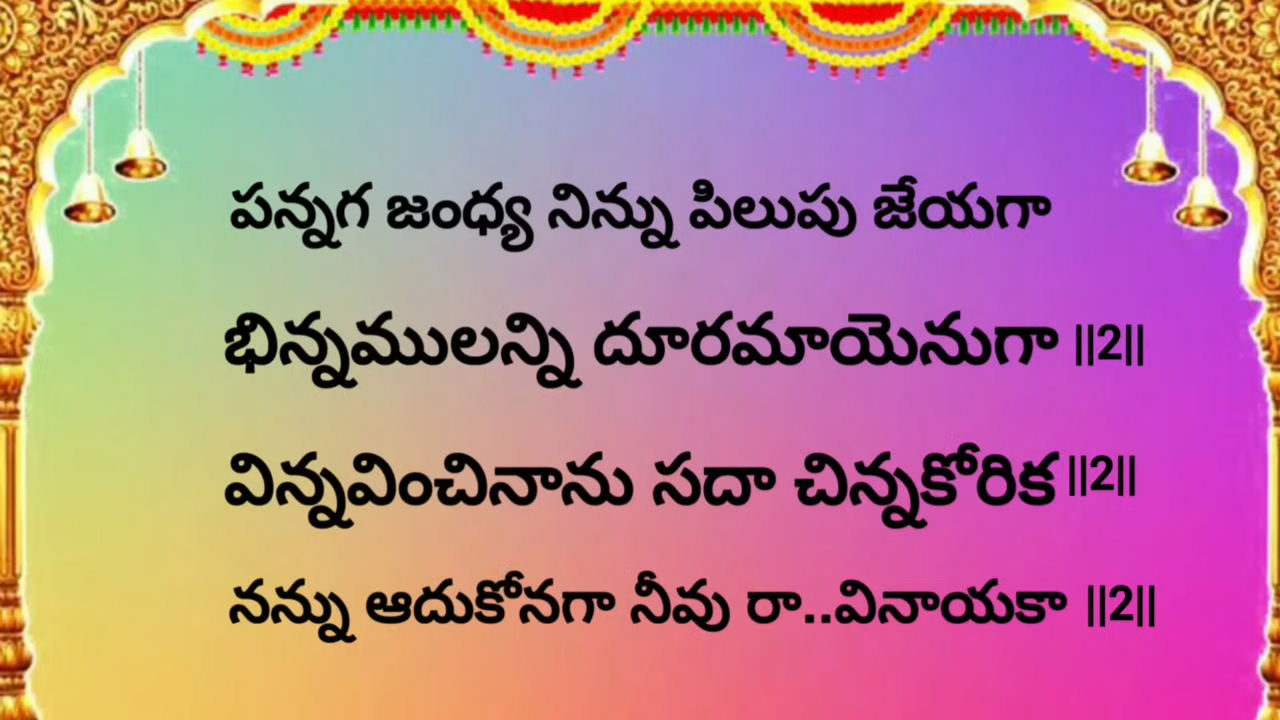 పన్నగ జంధ్య నిన్ను పిలుపు జేయగా
భిన్నములన్ని దూరమాయెనుగా ||2||
విన్నవించినాను సదా చిన్నకోరిక ||2||
నన్ను ఆదుకోనగా నీవు రా..వినాయకా ||2||